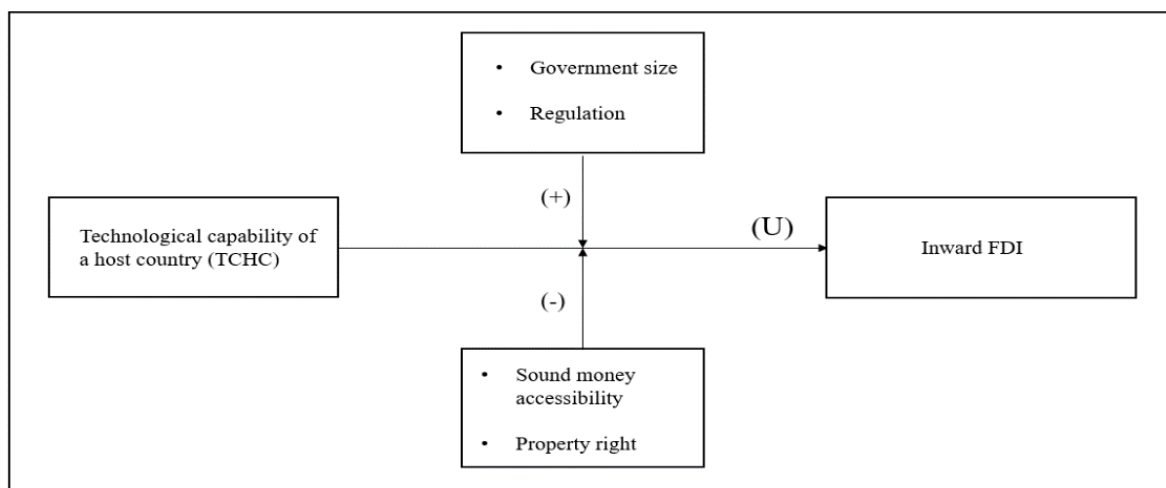 • Government size
• Regulation
(+)
Technological capability of
a host country (TCHC)
(U)
Inward FDI
(-)
• Sound money
accessibility
• Property right